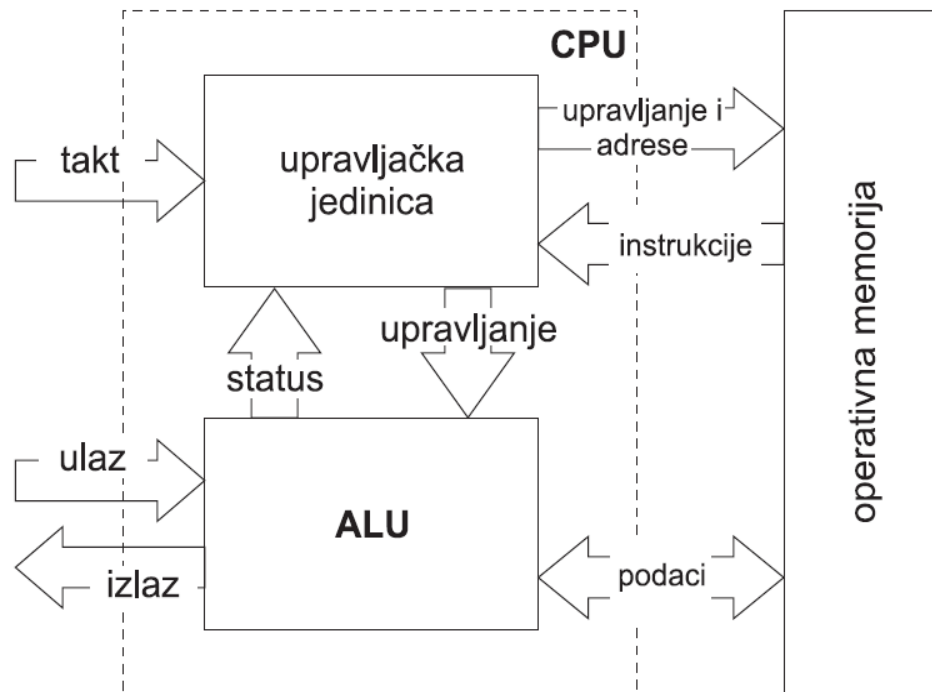 CPU
takt
upravljačka
jedinica
upravljanje i
adrese
instrukcije
status
upravljanje
ulaz
izlaz
ALU
podaci
operativna memorija